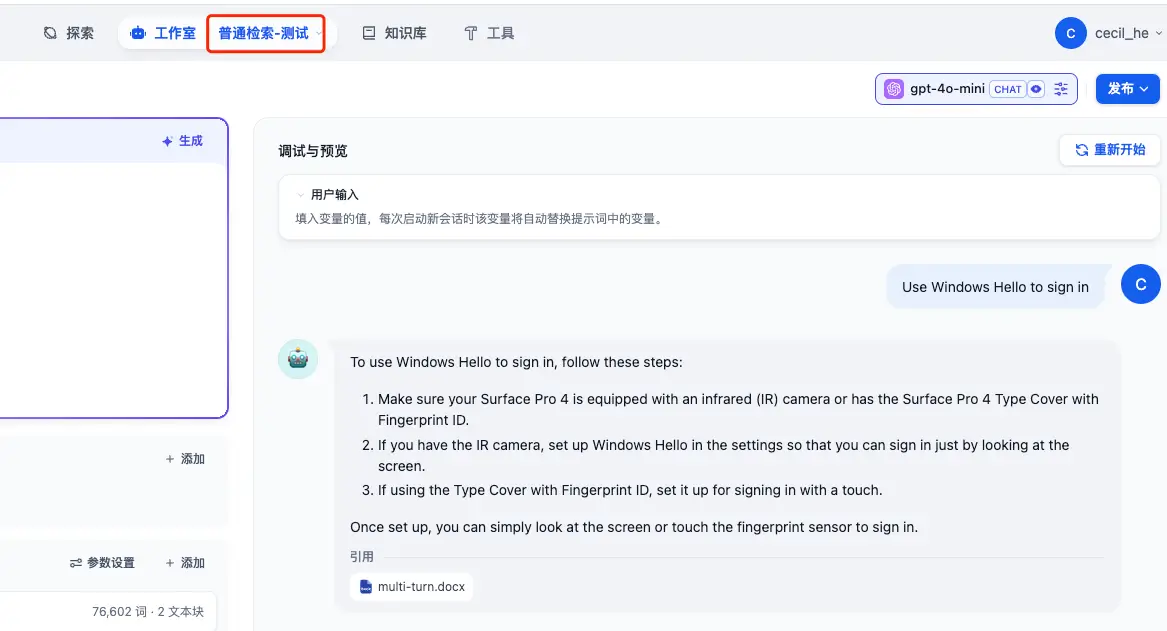 探索
工作室
普通检索-测试
知识库
工具
C
cecil_he
gpt-4o-mini
CHAT
发布
生成
调试与预览
重新开始
用户输入
填入变量的值，每次启动新会话时该变量将自动替换提示词中的变量。
Use Windows Hello to sign in
C
To use Windows Hello to sign in, follow these steps:
1. Make sure your Surface Pro 4 is equipped with an infrared (IR) camera or has the Surface Pro 4 Type Cover with
Fingerprint ID.
2. If you have the IR camera, set up Windows Hello in the settings so that you can sign in just by looking at the
screen.
3. If using the Type Cover with Fingerprint ID, set it up for signing in with a touch.
Once set up, you can simply look at the screen or touch the fingerprint sensor to sign in.
引用
multi-turn.docx
+ 添加
参数设置
+ 添加
76,602 词 · 2 文本块